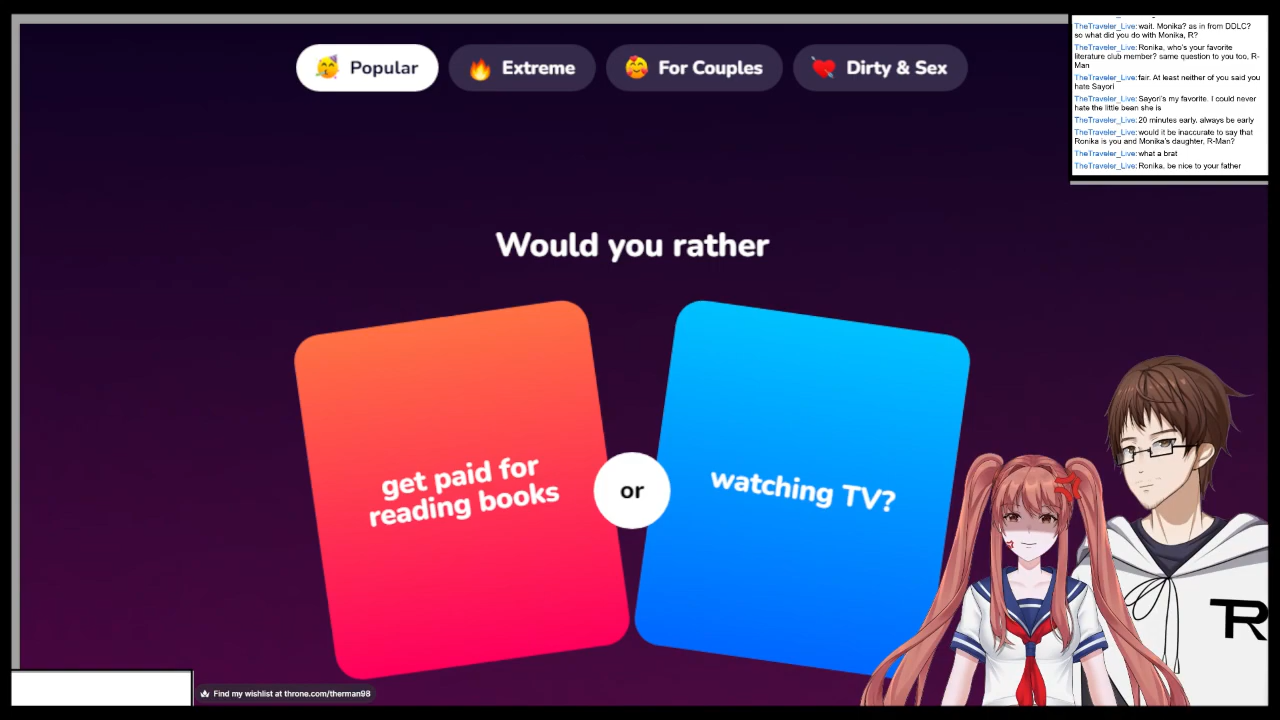 🥳 Popular
🔥 Extreme
🥰 For Couples
💘 Dirty & Sex
Would you rather
get paid for
reading books
or
watching TV?
TheTraveler_Live: wait. Monika? as in from DDLC?
so what did you do with Monika, R?
TheTraveler_Live: Ronika, who's your favorite
literature club member? same question to you too, R-
Man
TheTraveler_Live: fair. At least neither of you said you
hate Sayori
TheTraveler_Live: Sayori's my favorite. I could never
hate the little bean she is
TheTraveler_Live: 20 minutes early. always be early
TheTraveler_Live: would it be inaccurate to say that
Ronika is you and Monika's daughter, R-Man?
TheTraveler_Live: what a brat
TheTraveler_Live: Ronika. be nice to your father
TR
Find my wishlist at throne.com/therman98